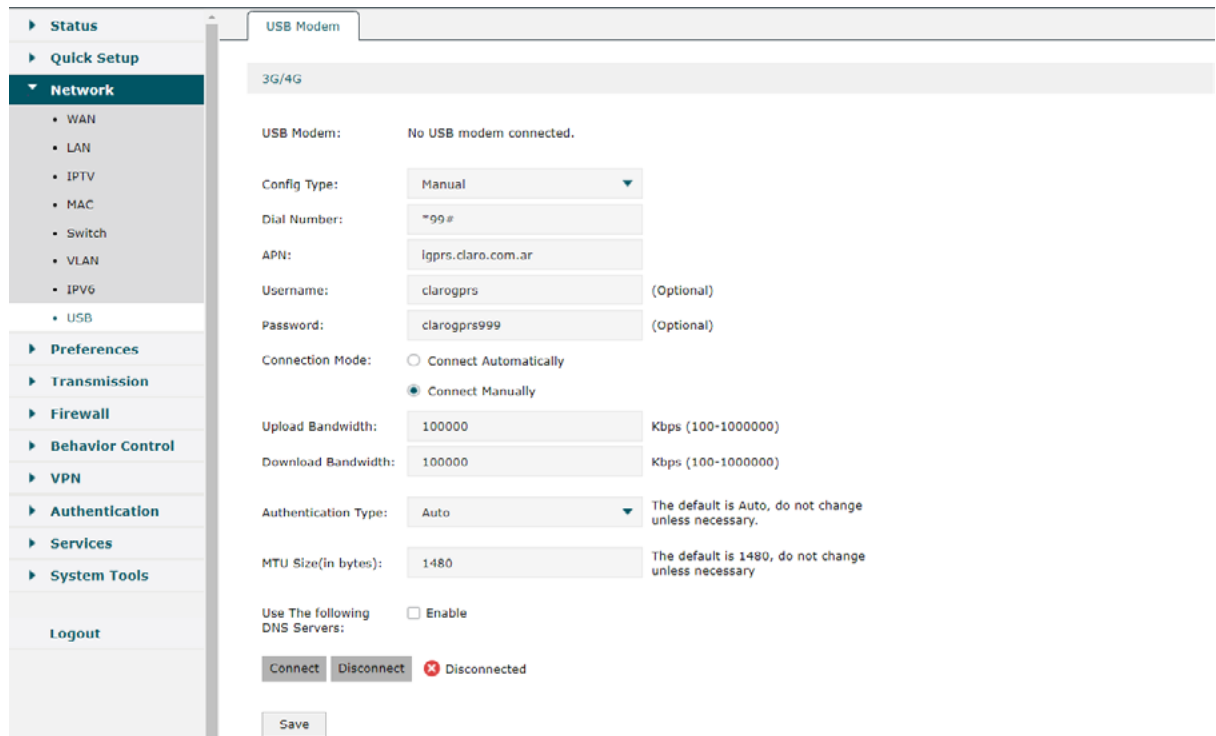 Status
Quick Setup
Network
WAN
LAN
IPTV
MAC
Switch
VLAN
IPV6
USB
Preferences
Transmission
Firewall
Behavior Control
VPN
Authentication
Services
System Tools
Logout
USB Modem
3G/4G
USB Modem: No USB modem connected.
Config Type: Manual
Dial Number: *99#
APN: igprs.claro.com.ar
Username: clarogprs (Optional)
Password: clarogprs999 (Optional)
Connection Mode: Connect Automatically
Connect Manually
Upload Bandwidth: 100000 Kbps (100-1000000)
Download Bandwidth: 100000 Kbps (100-1000000)
Authentication Type: Auto The default is Auto, do not change
unless necessary.
MTU Size(in bytes): 1480 The default is 1480, do not change
unless necessary
Use The following Enable
DNS Servers:
Connect Disconnect Disconnected
Save